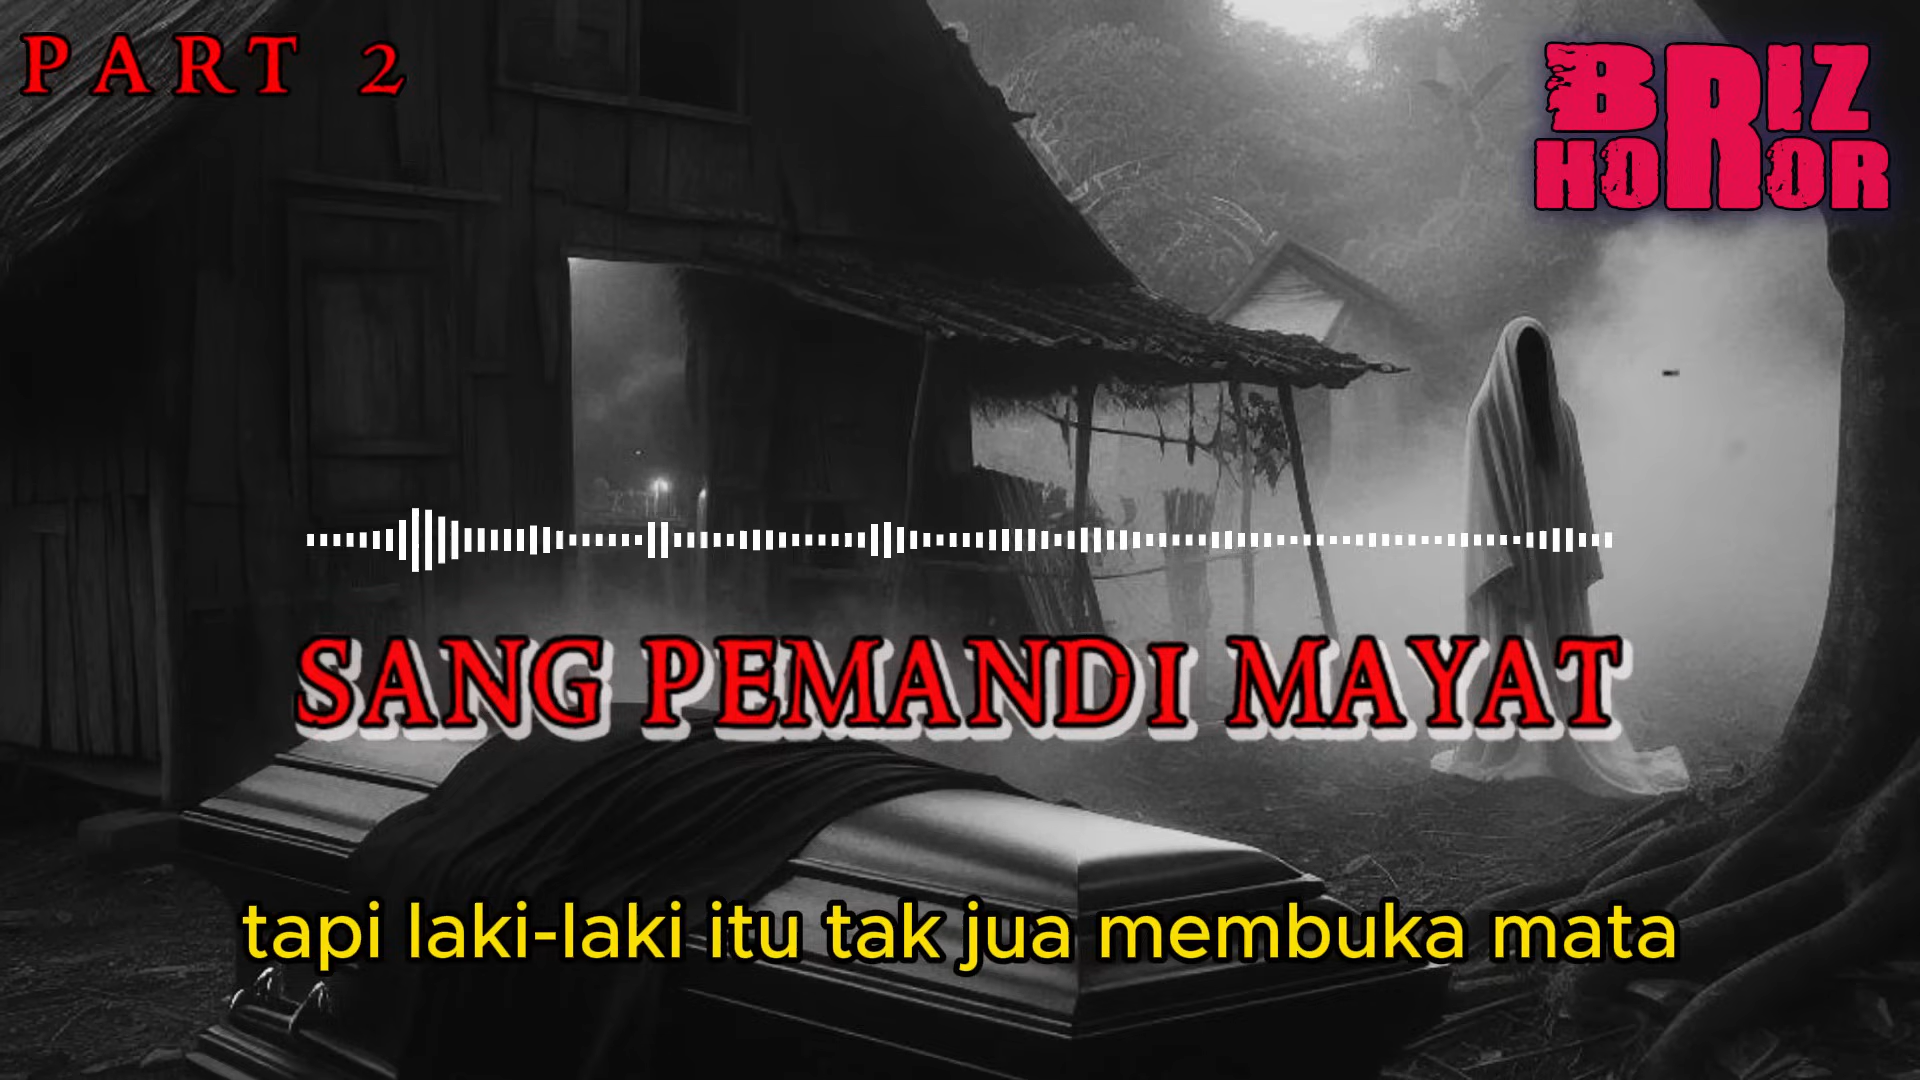 PART 2
BRIZ
HORROR
SANG PEMANDI MAYAT
tapi laki-laki itu tak jua membuka mata